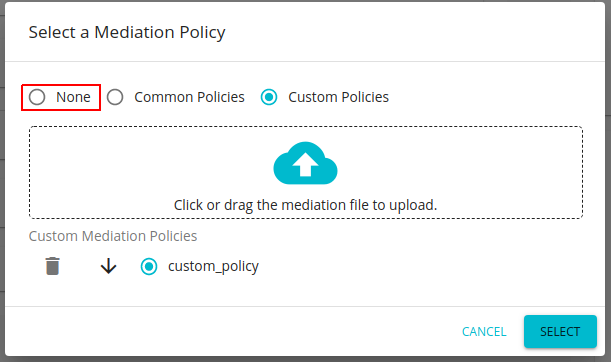 Select a Mediation Policy
None Common Policies Custom Policies
Click or drag the mediation file to upload.
Custom Mediation Policies
custom_policy
CANCEL SELECT